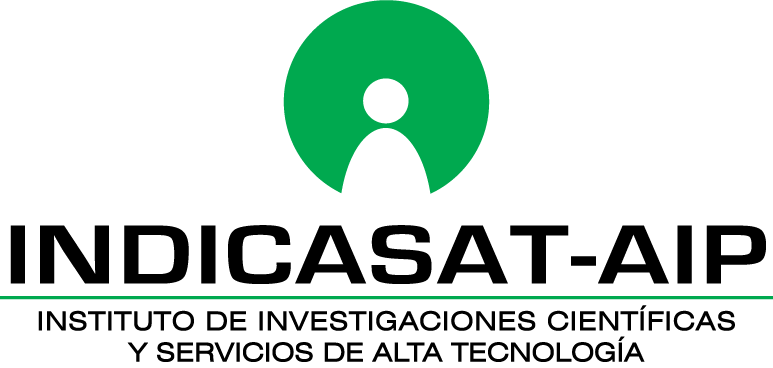 INDICASAT-AIP
INSTITUTO DE INVESTIGACIONES CIENTÍFICAS
Y SERVICIOS DE ALTA TECNOLOGÍA